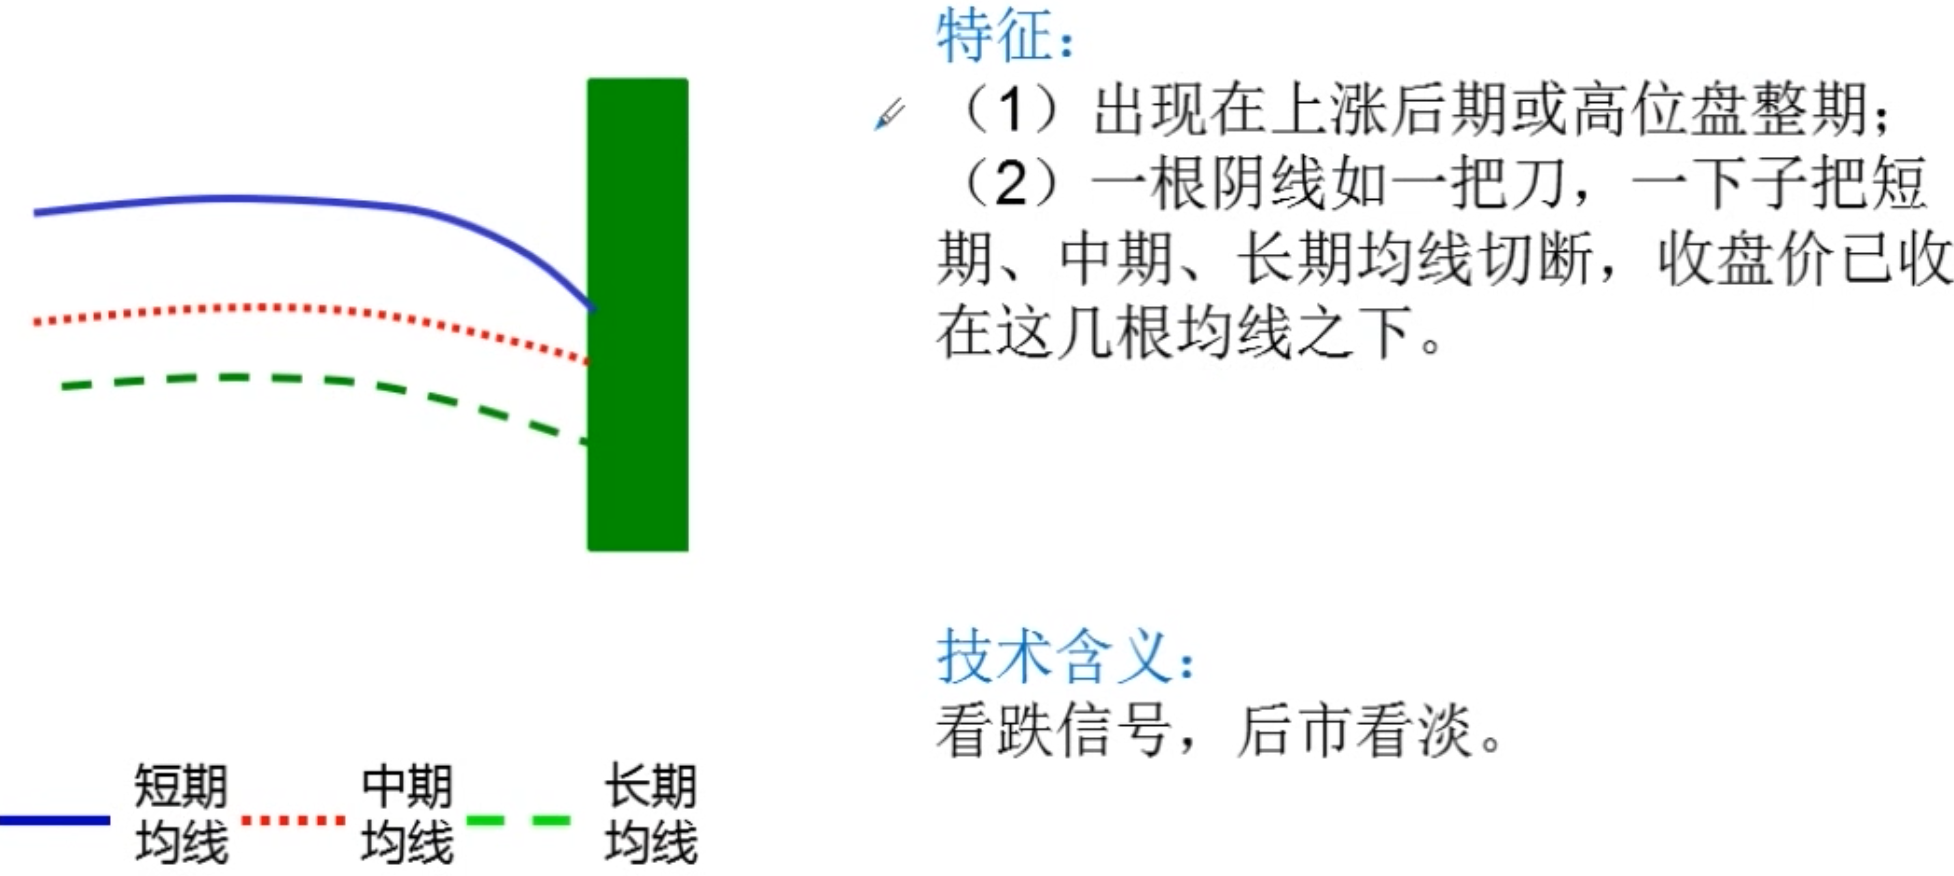 特征：
（1）出现在上涨后期或高位盘整期；
（2）一根阴线如一把刀，一下子把短
期、中期、长期均线切断，收盘价已收
在这几根均线之下。
技术含义：
看跌信号，后市看淡。
短期
均线
中期
均线
长期
均线